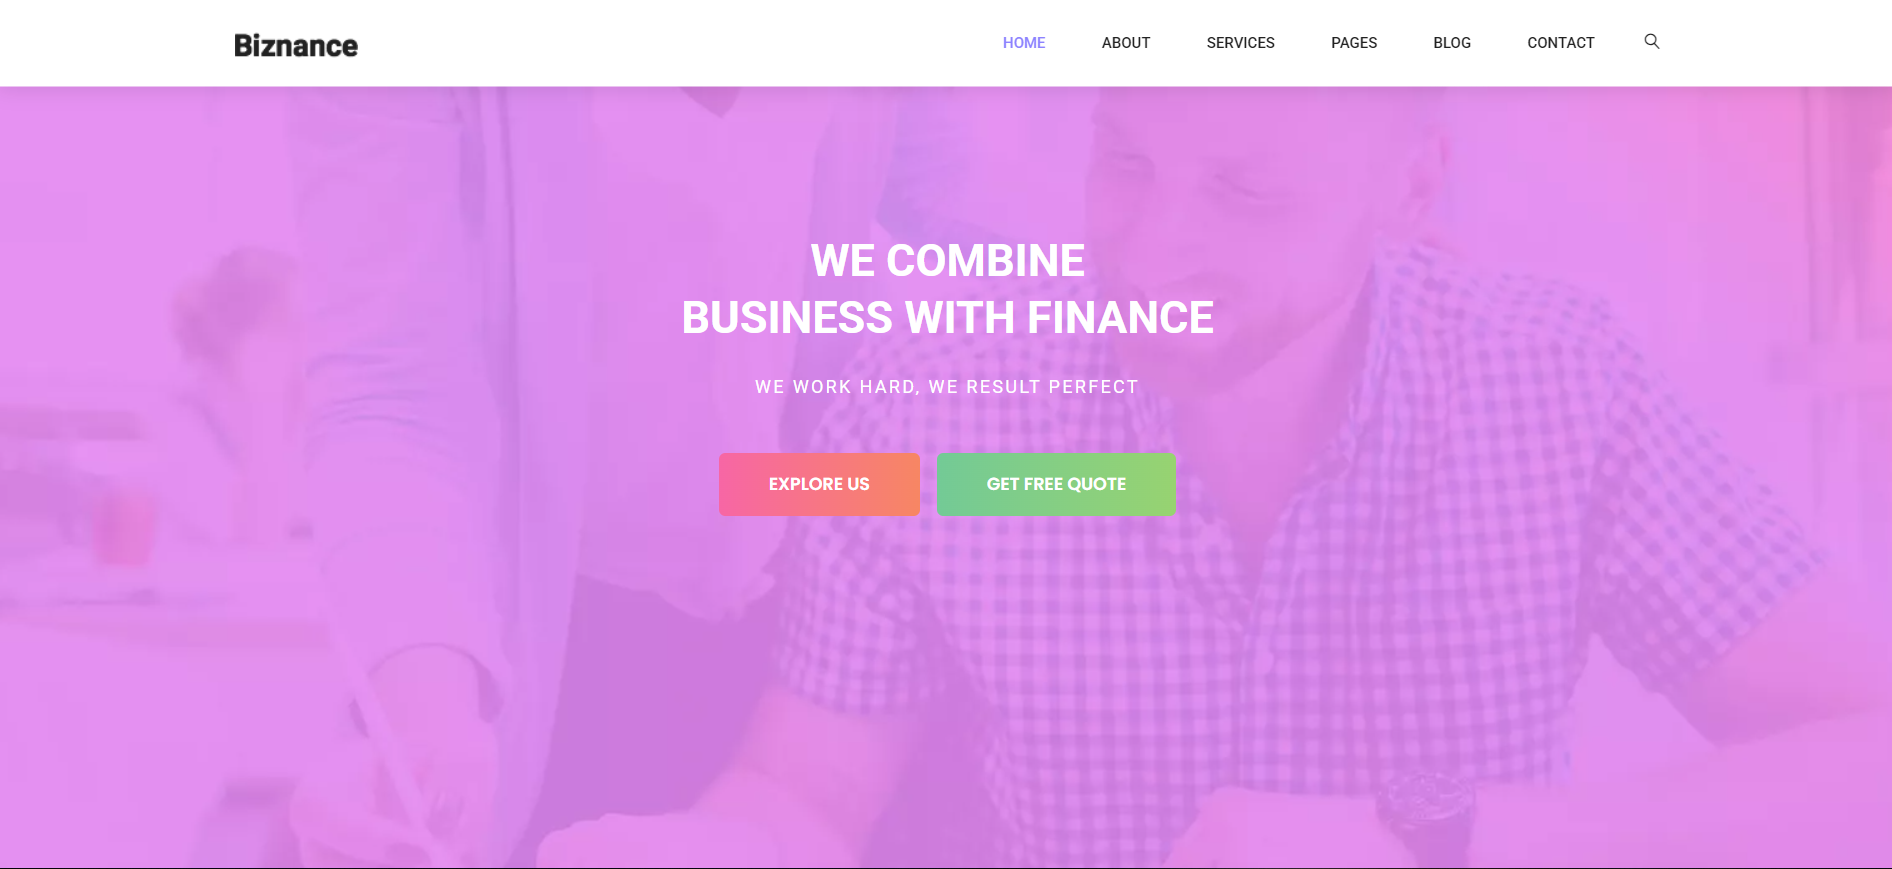 Biznance
HOME ABOUT SERVICES PAGES BLOG CONTACT
WE COMBINE
BUSINESS WITH FINANCE
WE WORK HARD, WE RESULT PERFECT
EXPLORE US GET FREE QUOTE